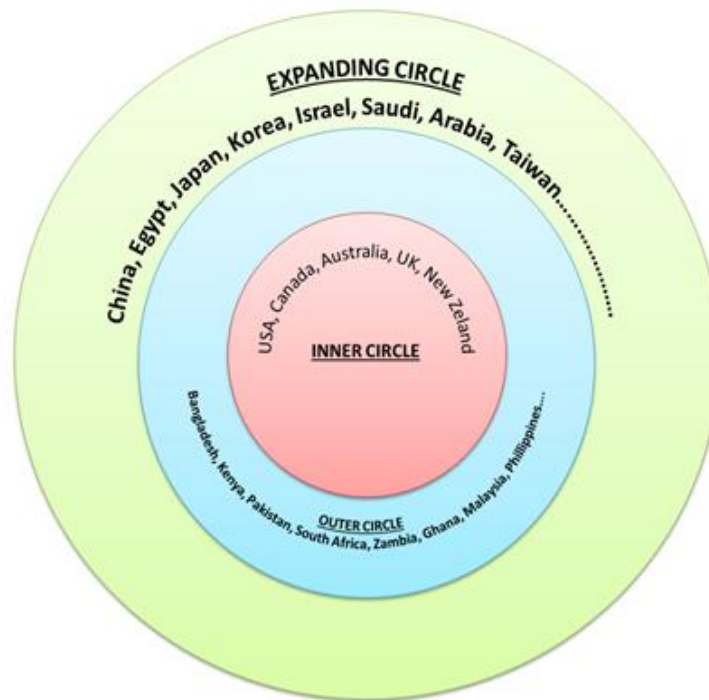 EXPANDING CIRCLE
China, Egypt, Japan, Korea, Israel, Saudi, Arabia, Taiwan.....................
USA, Canada, Australia, UK, New Zeland
INNER CIRCLE
Bangladesh, Kenya, Pakistan, South Africa, Zambia, Ghana, Malaysia, Phillippines....
OUTER CIRCLE